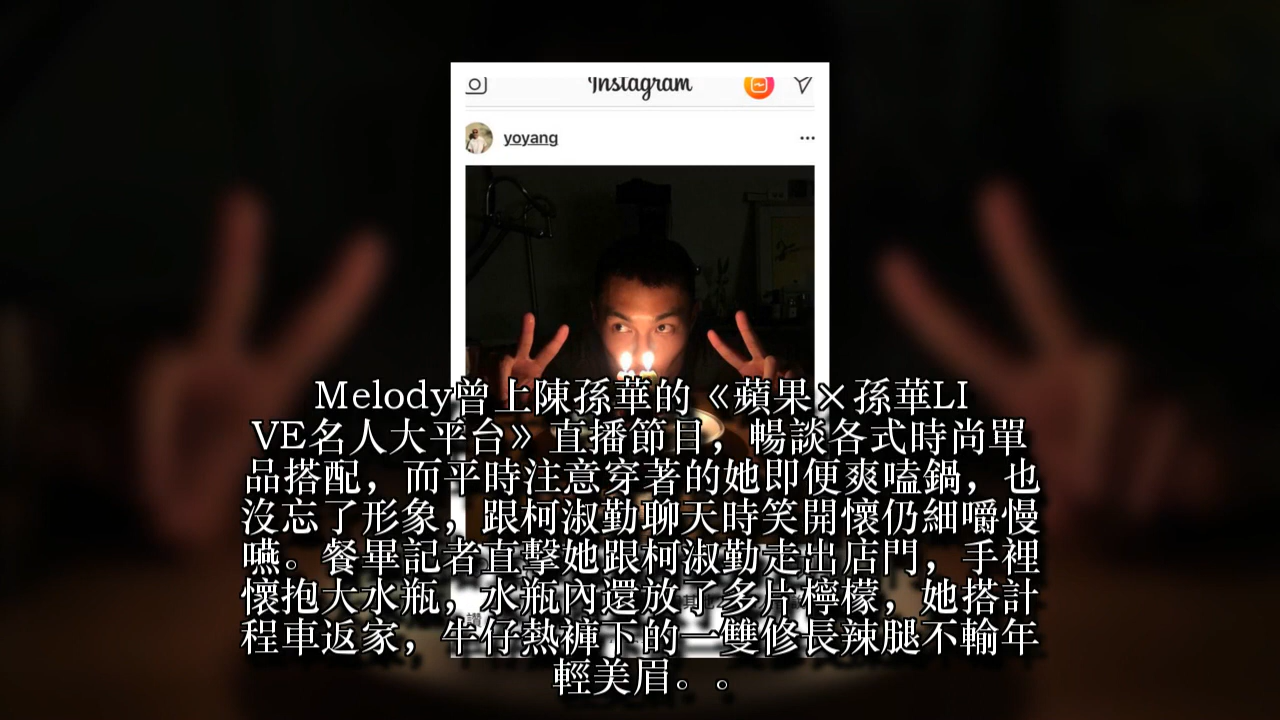 Instagram
yoyang
Melody曾上陳孫華的《蘋果×孫華LI
VE名人大平台》直播節目，暢談各式時尚單
品搭配，而平時注意穿著的她即便爽嗑鍋，也
沒忘了形象，跟柯淑勤聊天時笑開懷仍細嚼慢
嚥。餐畢記者直擊她跟柯淑勤走出店門，手裡
懷抱大水瓶，水瓶內還放了多片檸檬，她搭計
程車返家，牛仔熱褲下的一雙修長辣腿不輸年
輕美眉。。